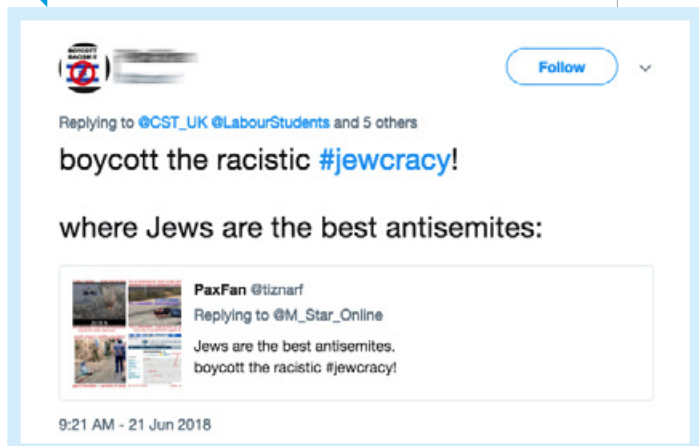 BOYCOTT
Follow
Replying to @CST_UK @LabourStudents and 5 others
boycott the racistic #jewcracy!
where Jews are the best antisemites:
PaxFan @tiznarf
Replying to @M_Star_Online
Jews are the best antisemites.
boycott the racistic #jewcracy!
9:21 AM - 21 Jun 2018